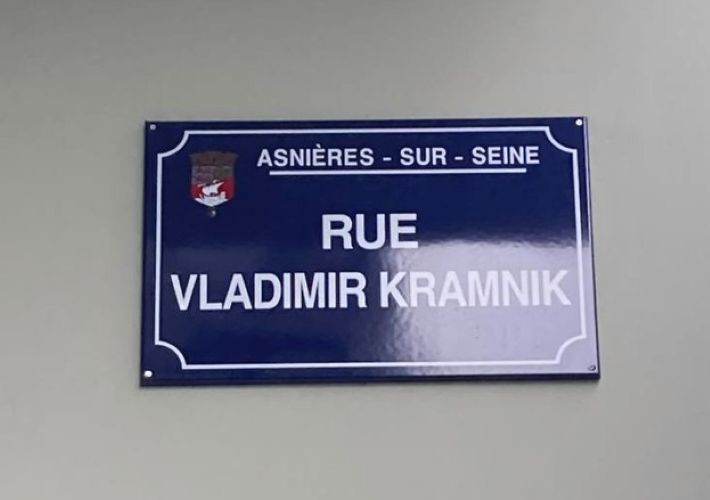 ASNIÈRES - SUR - SEINE
RUE
VLADIMIR KRAMNIK